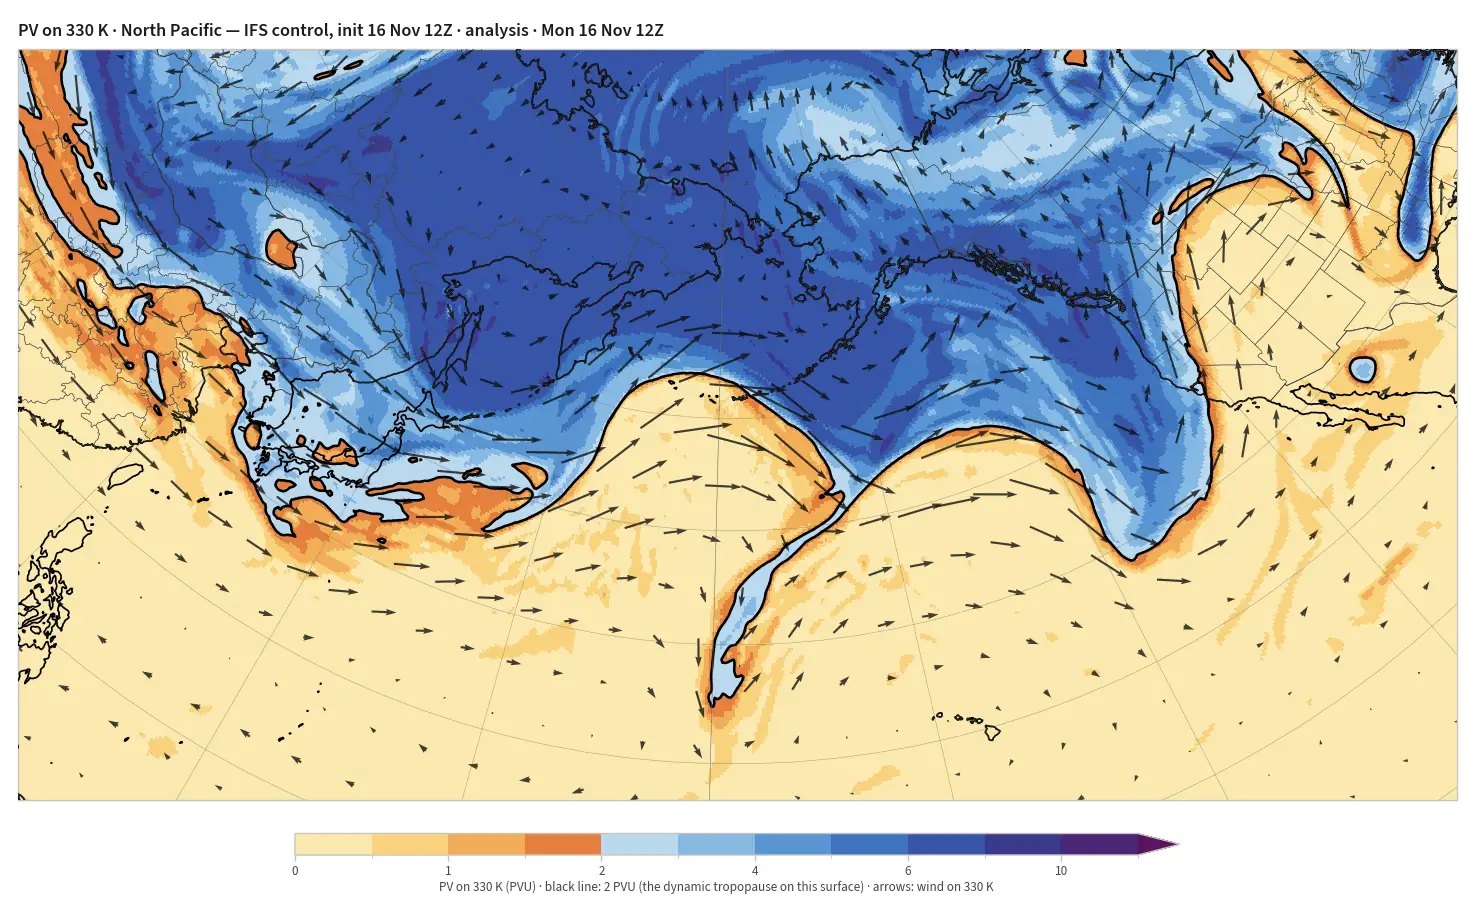 PV on 330 K · North Pacific — IFS control, init 16 Nov 12Z · analysis · Mon 16 Nov 12Z
0 1 2 4 6 10
PV on 330 K (PVU) · black line: 2 PVU (the dynamic tropopause on this surface) · arrows: wind on 330 K